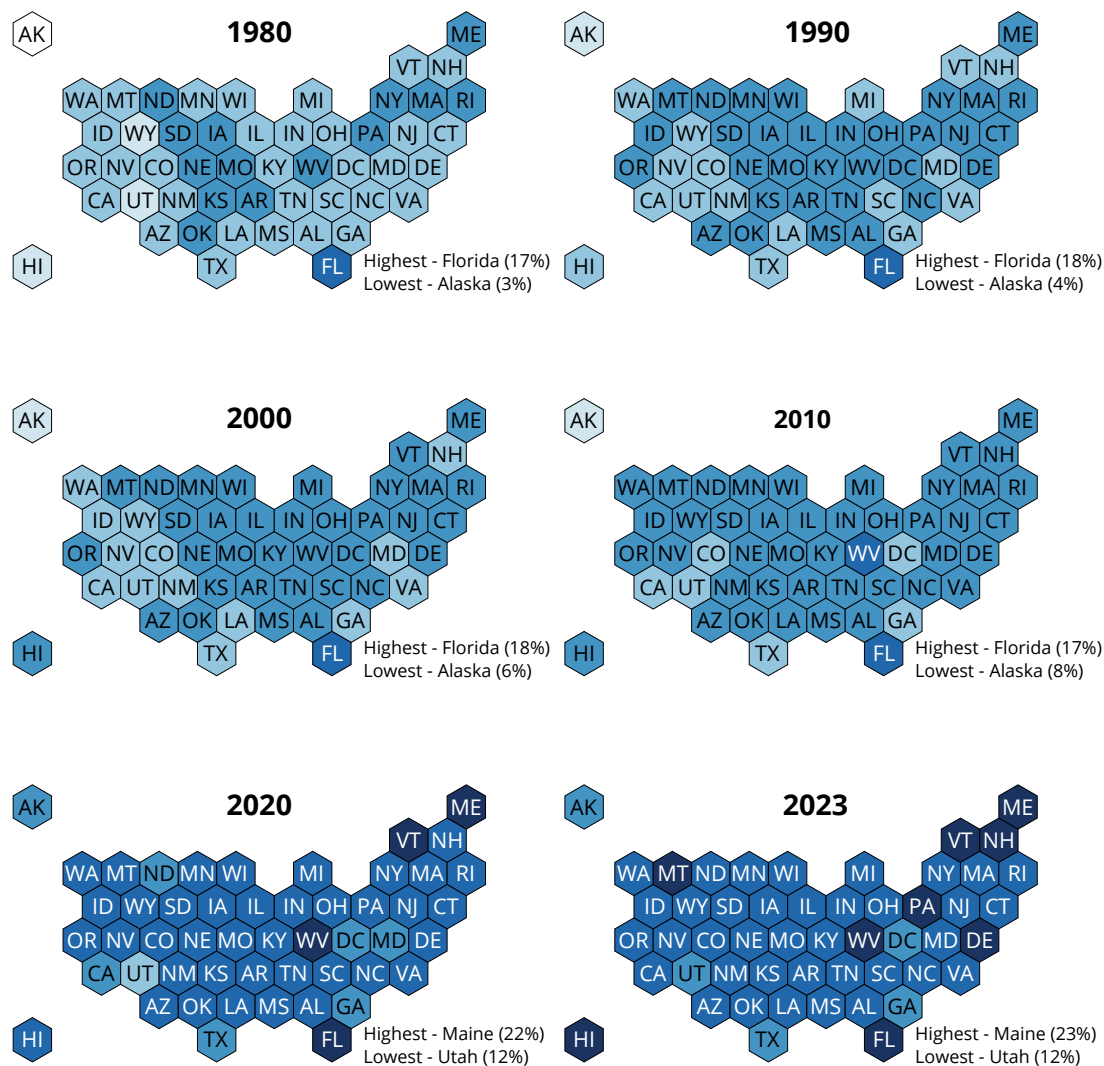 1980
AK
ME
VT NH
WA MT ND MN WI MI NY MA RI
ID WY SD IA IL IN OH PA NJ CT
OR NV CO NE MO KY WV DC MD DE
CA UT NM KS AR TN SC NC VA
AZ OK LA MS AL GA
HI TX FL
Highest - Florida (17%)
Lowest - Alaska (3%)
1990
AK
ME
VT NH
WA MT ND MN WI MI NY MA RI
ID WY SD IA IL IN OH PA NJ CT
OR NV CO NE MO KY WV DC MD DE
CA UT NM KS AR TN SC NC VA
AZ OK LA MS AL GA
HI TX FL
Highest - Florida (18%)
Lowest - Alaska (4%)
2000
AK
ME
VT NH
WA MT ND MN WI MI NY MA RI
ID WY SD IA IL IN OH PA NJ CT
OR NV CO NE MO KY WV DC MD DE
CA UT NM KS AR TN SC NC VA
AZ OK LA MS AL GA
HI TX FL
Highest - Florida (18%)
Lowest - Alaska (6%)
2010
AK
ME
VT NH
WA MT ND MN WI MI NY MA RI
ID WY SD IA IL IN OH PA NJ CT
OR NV CO NE MO KY WV DC MD DE
CA UT NM KS AR TN SC NC VA
AZ OK LA MS AL GA
HI TX FL
Highest - Florida (17%)
Lowest - Alaska (8%)
2020
AK
ME
VT NH
WA MT ND MN WI MI NY MA RI
ID WY SD IA IL IN OH PA NJ CT
OR NV CO NE MO KY WV DC MD DE
CA UT NM KS AR TN SC NC VA
AZ OK LA MS AL GA
HI TX FL
Highest - Maine (22%)
Lowest - Utah (12%)
2023
AK
ME
VT NH
WA MT ND MN WI MI NY MA RI
ID WY SD IA IL IN OH PA NJ CT
OR NV CO NE MO KY WV DC MD DE
CA UT NM KS AR TN SC NC VA
AZ OK LA MS AL GA
HI TX FL
Highest - Maine (23%)
Lowest - Utah (12%)